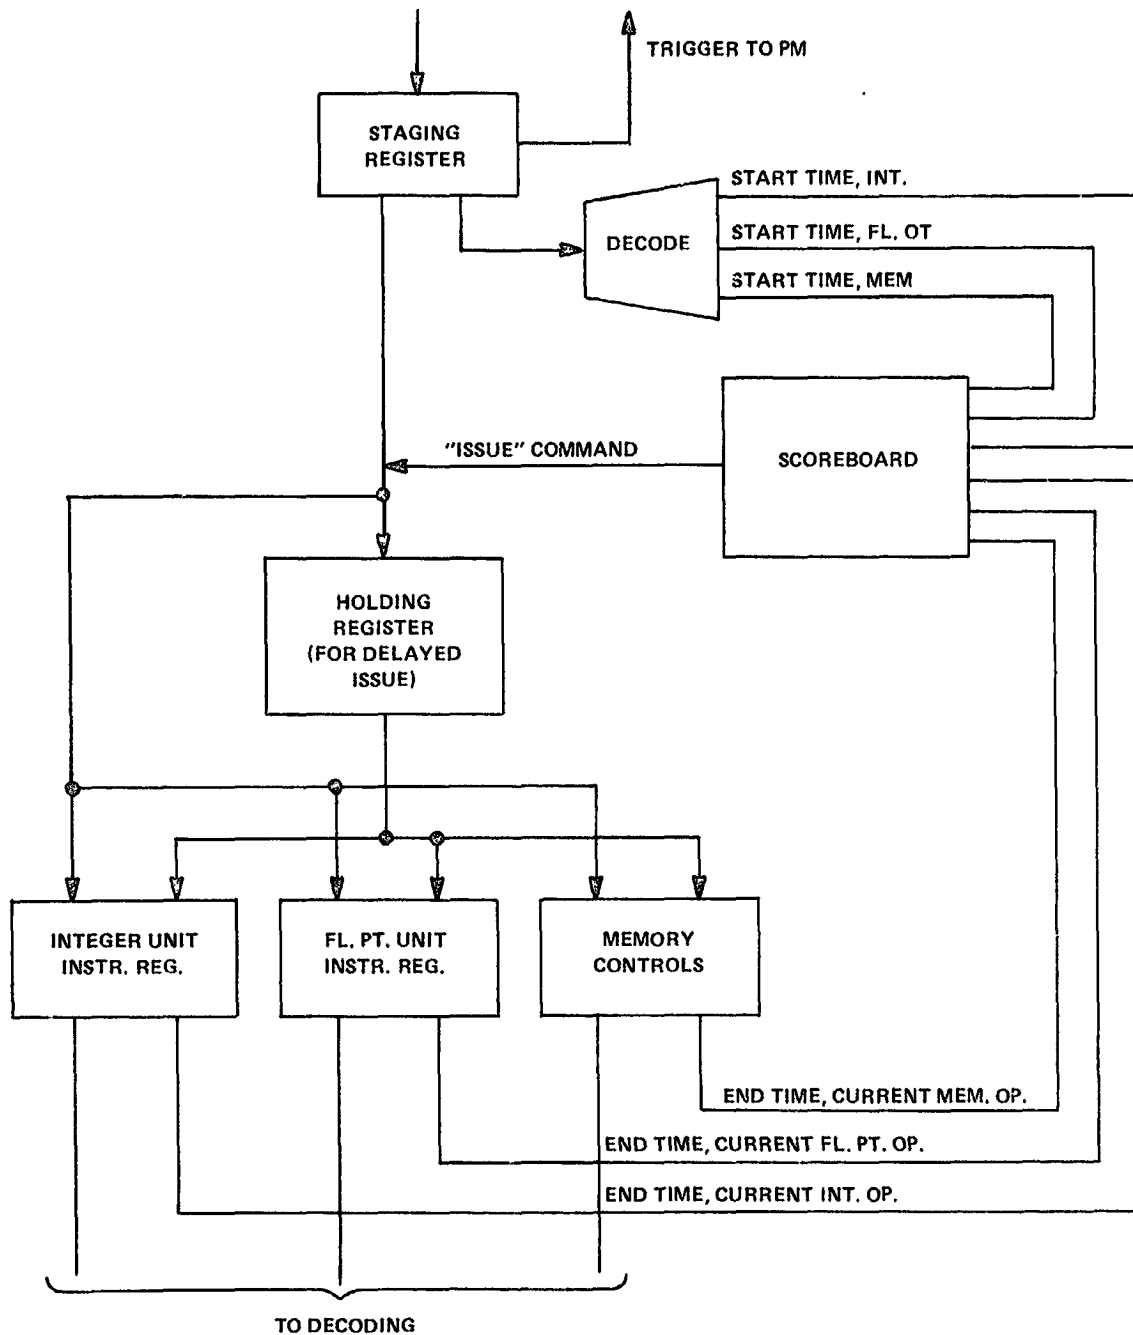 TRIGGER TO PM
STAGING
REGISTER
START TIME, INT.
DECODE
START TIME, FL. OT
START TIME, MEM
"ISSUE" COMMAND
SCOREBOARD
HOLDING
REGISTER
(FOR DELAYED
ISSUE)
INTEGER UNIT
INSTR. REG.
FL. PT. UNIT
INSTR. REG.
MEMORY
CONTROLS
END TIME, CURRENT MEM. OP.
END TIME, CURRENT FL. PT. OP.
END TIME, CURRENT INT. OP.
TO DECODING